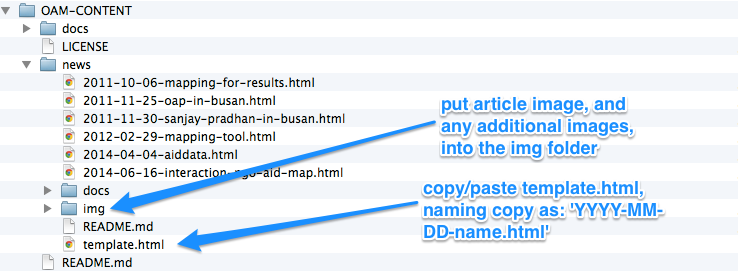 OAM-CONTENT
docs
LICENSE
news
2011-10-06-mapping-for-results.html
2011-11-25-oap-in-busan.html
2011-11-30-sanjay-pradhan-in-busan.html
2012-02-29-mapping-tool.html
2014-04-04-aiddata.html
2014-06-16-interaction-ngo-aid-map.html
docs
img
README.md
template.html
README.md
put article image, and
any additional images,
into the img folder
copy/paste template.html,
naming copy as: 'YYYY-MM-
DD-name.html'